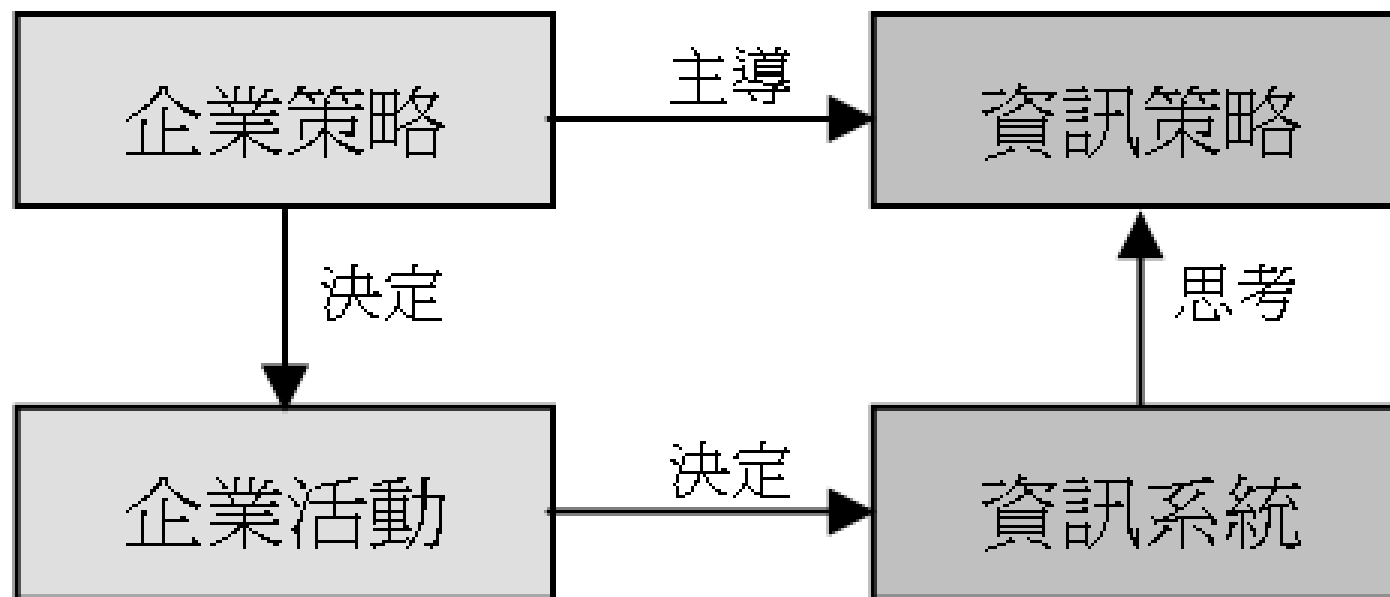 企業策略
主導
資訊策略
決定
思考
企業活動
決定
資訊系統